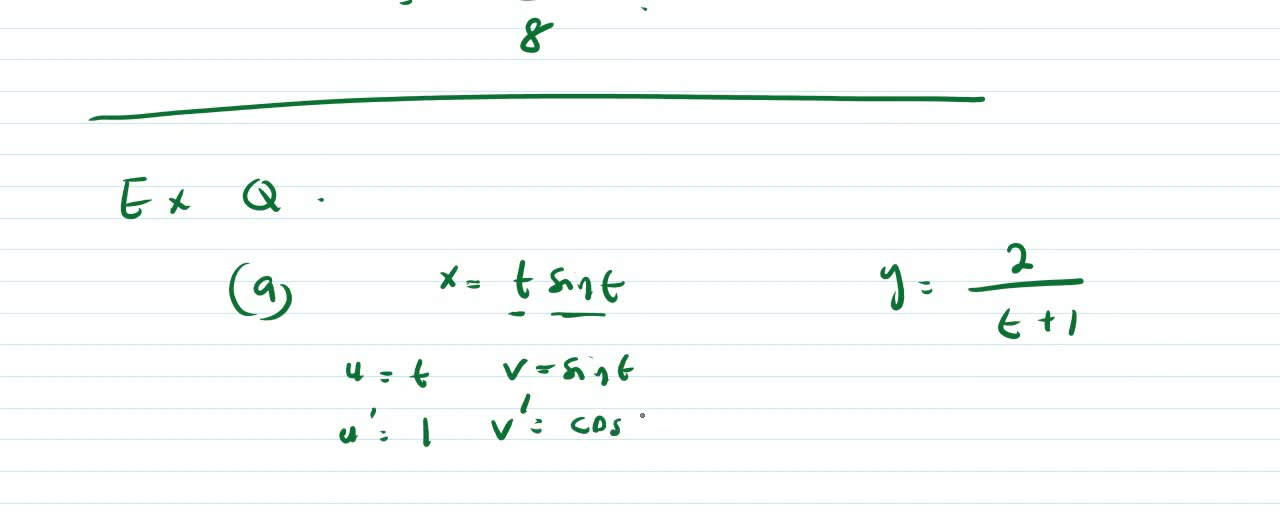 8
Ex Q.
(a) x = t sin t y = 2/(t+1)
u = t v = sin t
u' = 1 v' = cos